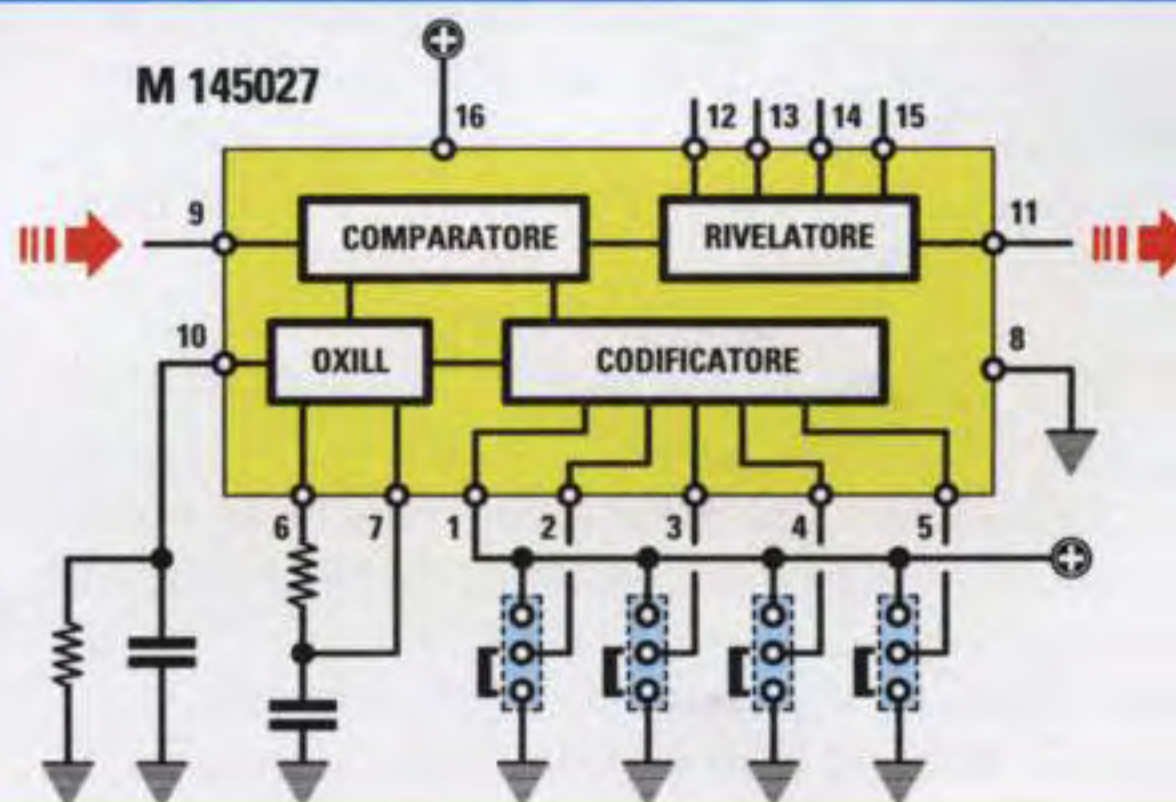 M 145027
16
12 13 14 15
9
COMPARATORE
RIVELATORE
11
10
OXILL
CODIFICATORE
8
6
7
1
2
3
4
5